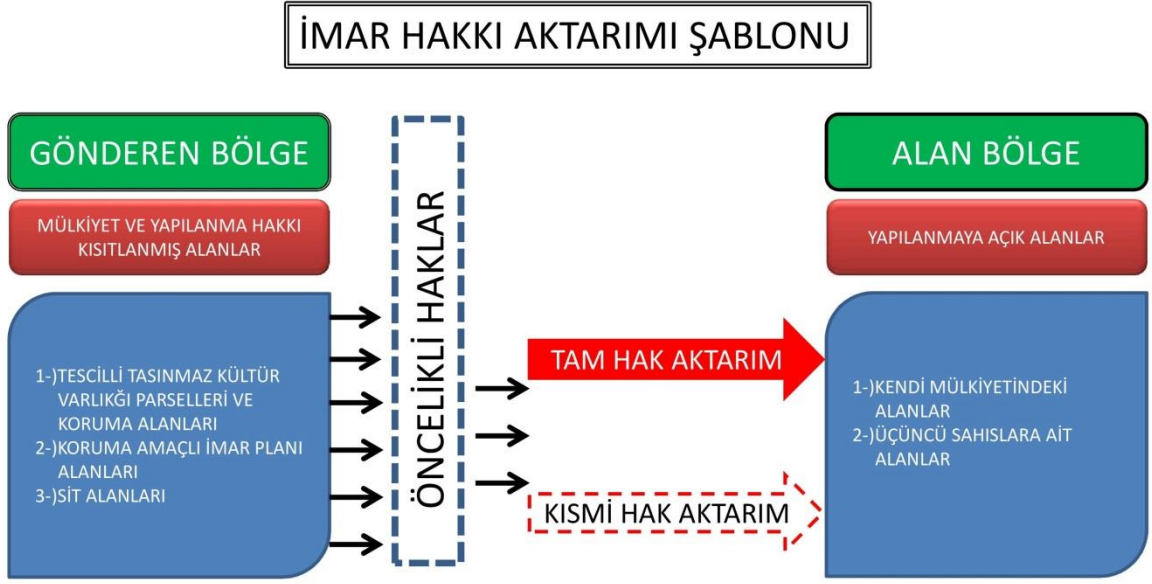 İMAR HAKKI AKTARIMI ŞABLONU
GÖNDEREN BÖLGE
MÜLKİYET VE YAPILANMA HAKKI
KISITLANMIŞ ALANLAR
1-)TESCİLLİ TASINMAZ KÜLTÜR
VARLIKĞI PARSELLERİ VE
KORUMA ALANLARI
2-)KORUMA AMAÇLI İMAR PLANI
ALANLARI
3-)SİT ALANLARI
ÖNCELİKLİ HAKLAR
TAM HAK AKTARIM
KISMİ HAK AKTARIM
ALAN BÖLGE
YAPILANMAYA AÇIK ALANLAR
1-)KENDİ MÜLKİYETİNDEKİ
ALANLAR
2-)ÜÇÜNCÜ SAHISLARA AİT
ALANLAR